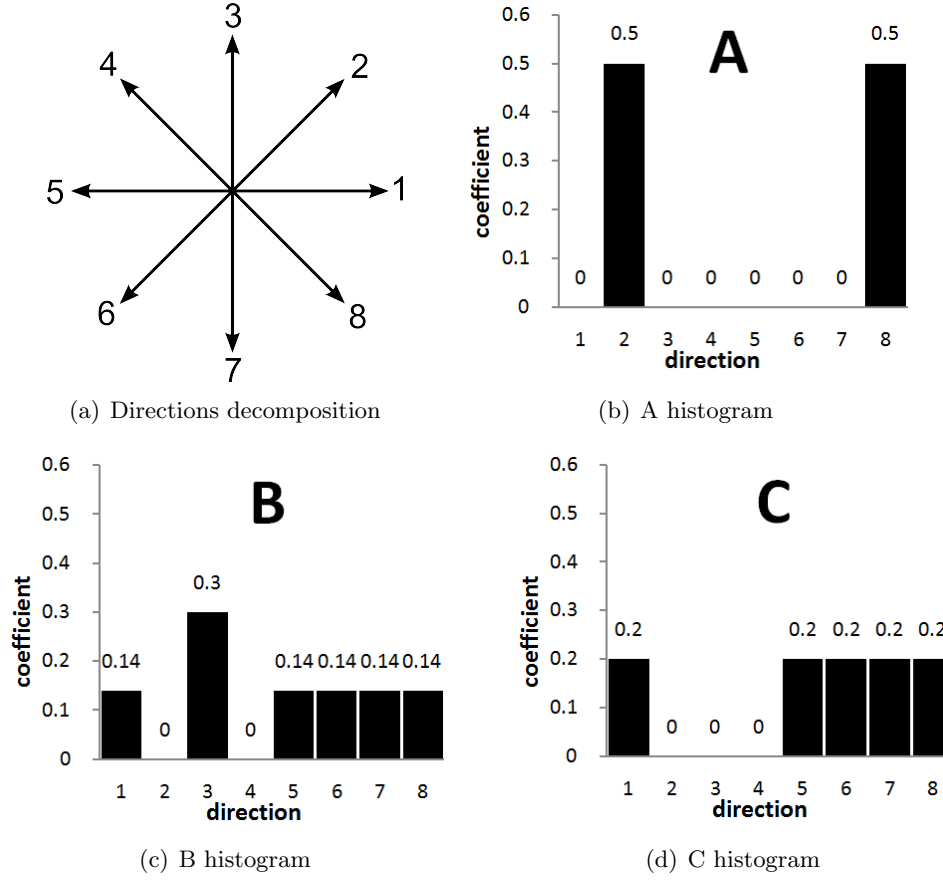 3
4
2
5
1
6
8
7
(a) Directions decomposition
A
coefficient
0.6
0.5
0.4
0.3
0.2
0.1
0
0.5
0.5
0 0 0 0 0 0
1 2 3 4 5 6 7 8
direction
(b) A histogram
B
coefficient
0.6
0.5
0.4
0.3
0.2
0.1
0
0.14 0 0.3 0 0.14 0.14 0.14 0.14
1 2 3 4 5 6 7 8
direction
(c) B histogram
C
coefficient
0.6
0.5
0.4
0.3
0.2
0.1
0
0.2 0 0 0 0.2 0.2 0.2 0.2
1 2 3 4 5 6 7 8
direction
(d) C histogram